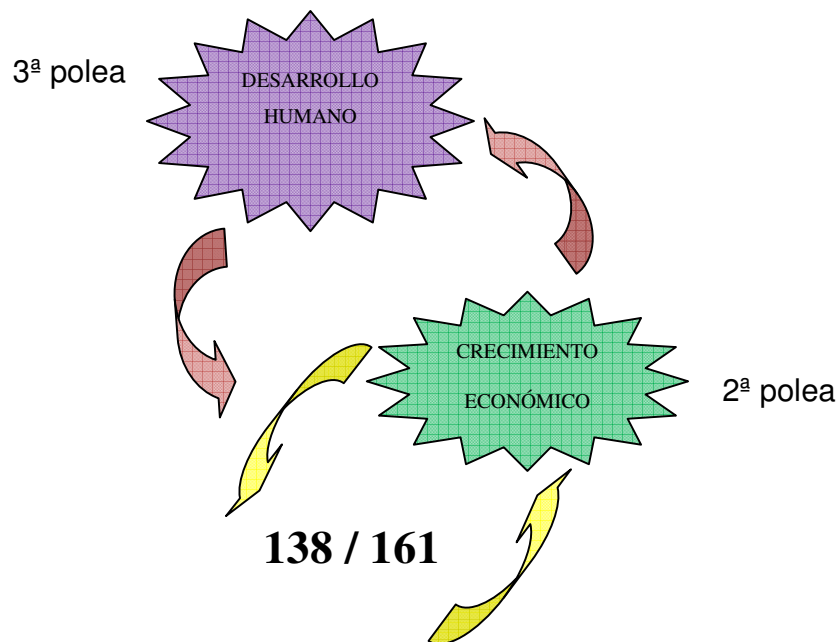 3ª polea
DESARROLLO
HUMANO
CRECIMIENTO
ECONÓMICO
2ª polea
138 / 161